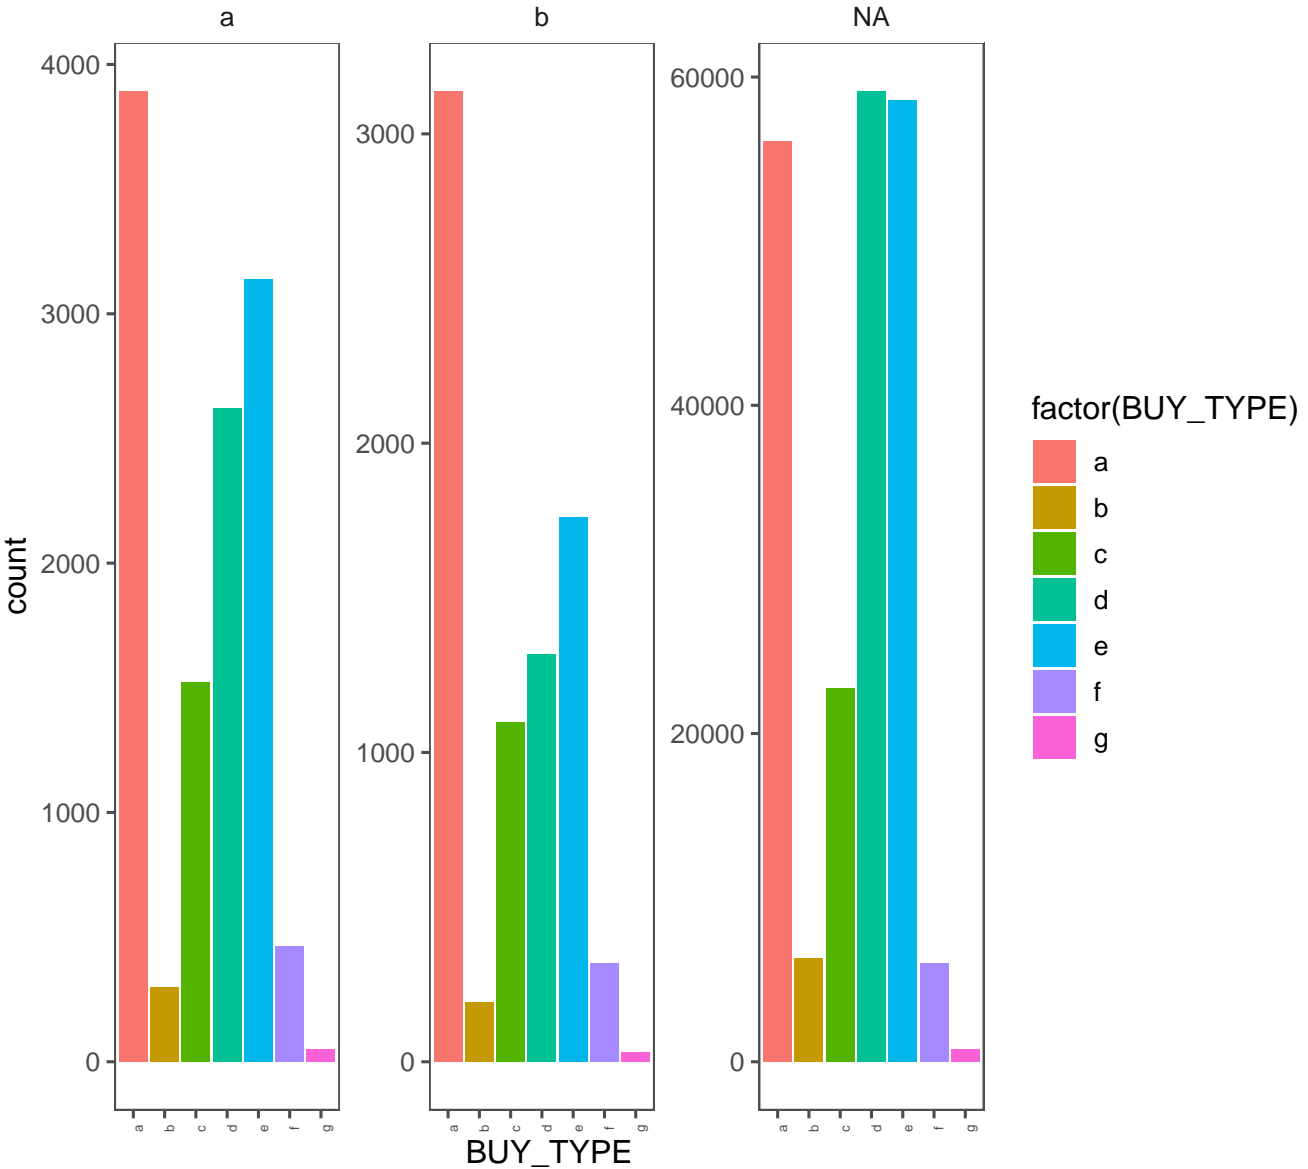 a
b
NA
count
4000
3000
2000
1000
0
a b c d e f g
3000
2000
1000
0
a b c d e f g
60000
40000
20000
0
a b c d e f g
BUY_TYPE
factor(BUY_TYPE)
a
b
c
d
e
f
g